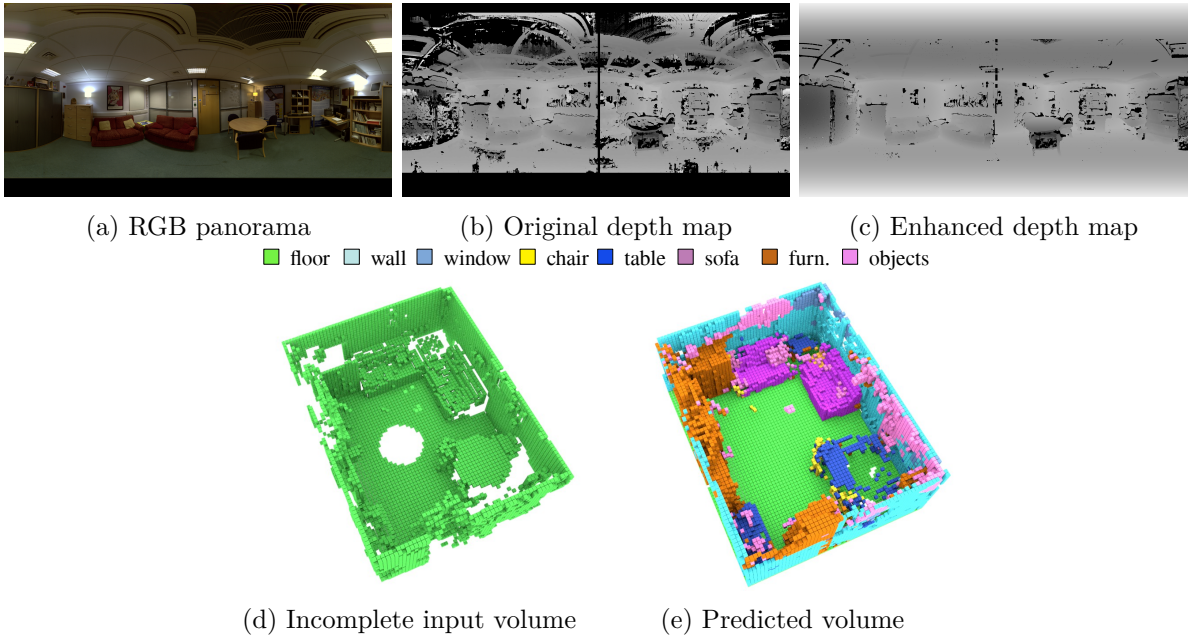 (a) RGB panorama
(b) Original depth map
(c) Enhanced depth map
floor wall window chair table sofa furn. objects
(d) Incomplete input volume
(e) Predicted volume